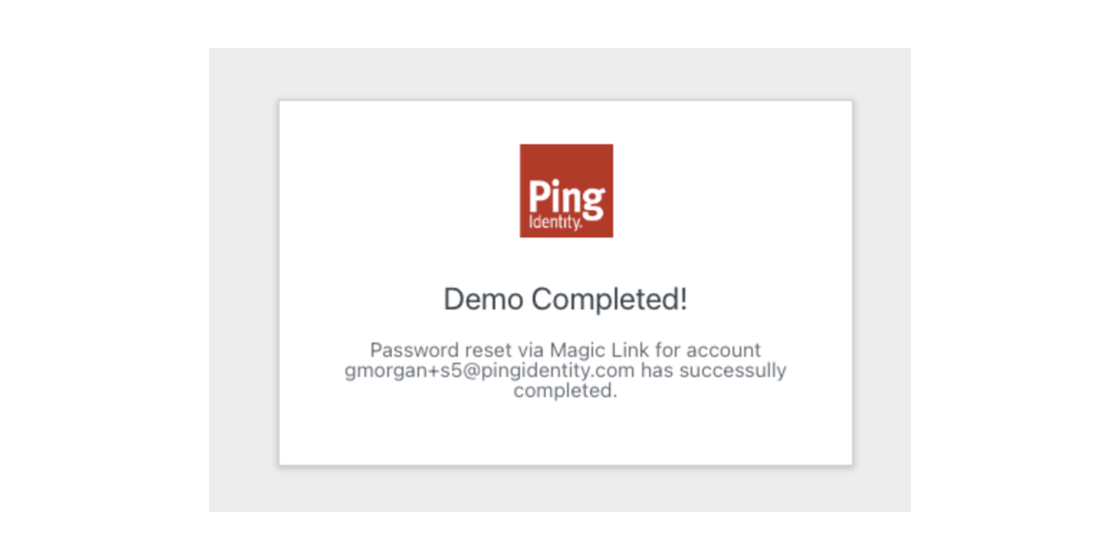 Ping
Identity.
Demo Completed!
Password reset via Magic Link for account
gmorgan+s5@pingidentity.com has successully
completed.